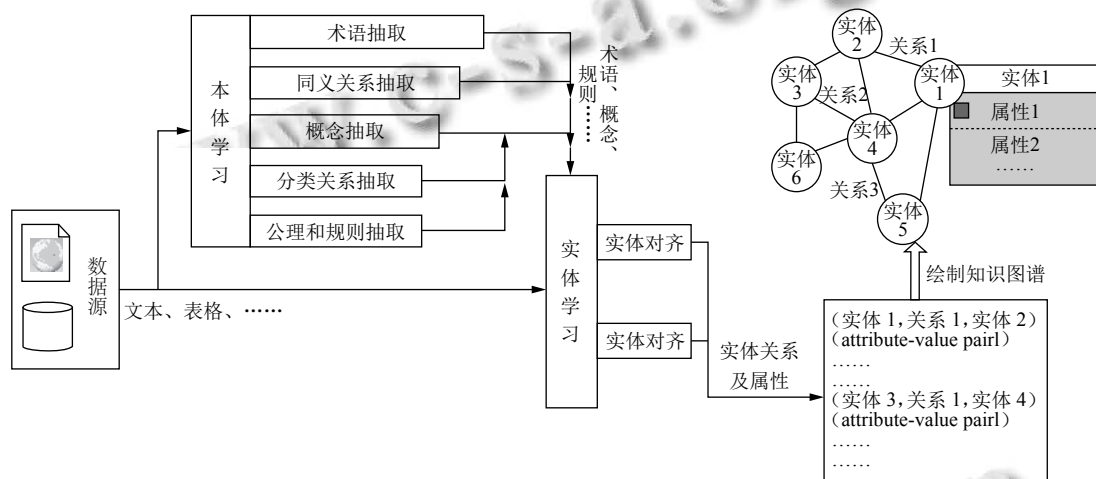 数据源
文本、表格、……
本体学习
术语抽取
同义关系抽取
概念抽取
分类关系抽取
公理和规则抽取
术语、概念、
规则……
实体学习
实体对齐
实体对齐
实体关系
及属性
(实体 1,关系 1,实体 2)
(attribute-value pairl)
……
……
(实体 3,关系 1,实体 4)
(attribute-value pairl)
……
……
绘制知识图谱
实体
2
关系1
实体
3
关系2
实体
1
实体
4
实体
6
关系3
实体
5
实体1
属性1
属性2
……